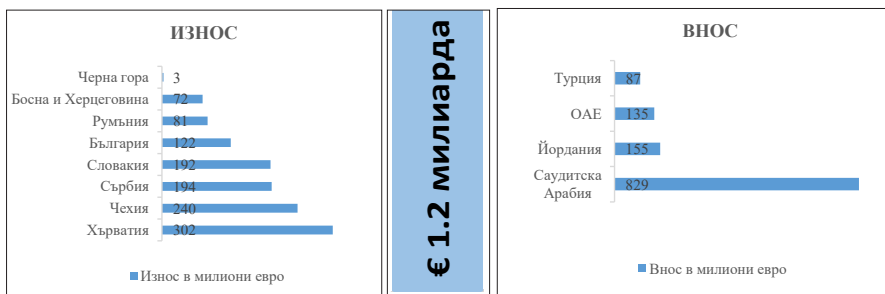 ИЗНОС
Черна гора 3
Босна и Херцеговина 72
Румъния 81
България 122
Словакия 192
Сърбия 194
Чехия 240
Хърватия 302
Износ в милиони евро
€ 1.2 милиарда
ВНОС
Турция 87
ОАЕ 135
Йордания 155
Саудитска
Арабия 829
Внос в милиони евро